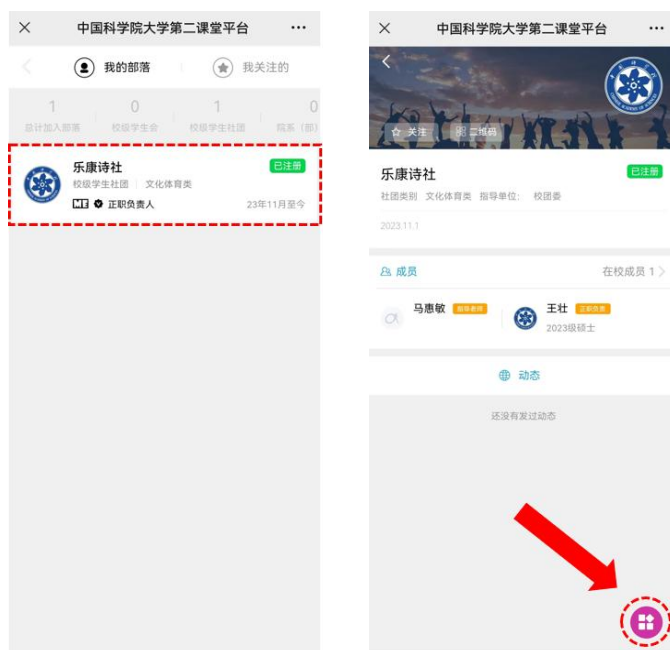 中国科学院大学第二课堂平台
我的部落
我关注的
1
0
1
0
总计加入部落
校级学生会
校级学生社团
院系（部）
乐康诗社
已注册
校级学生社团
文化体育类
正职负责人
23年11月至今
中国科学院大学第二课堂平台
关注
二维码
乐康诗社
已注册
社团类别 文化体育类 指导单位： 校团委
2023.11.1
成员
在校成员 1
马惠敏
指导老师
王壮
正职负责
2023级硕士
动态
还没有发过动态